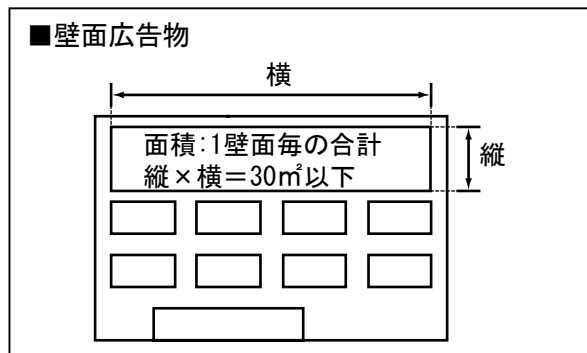 ■壁面広告物
横
面積:1壁面毎の合計
縦×横=30㎡以下
縦